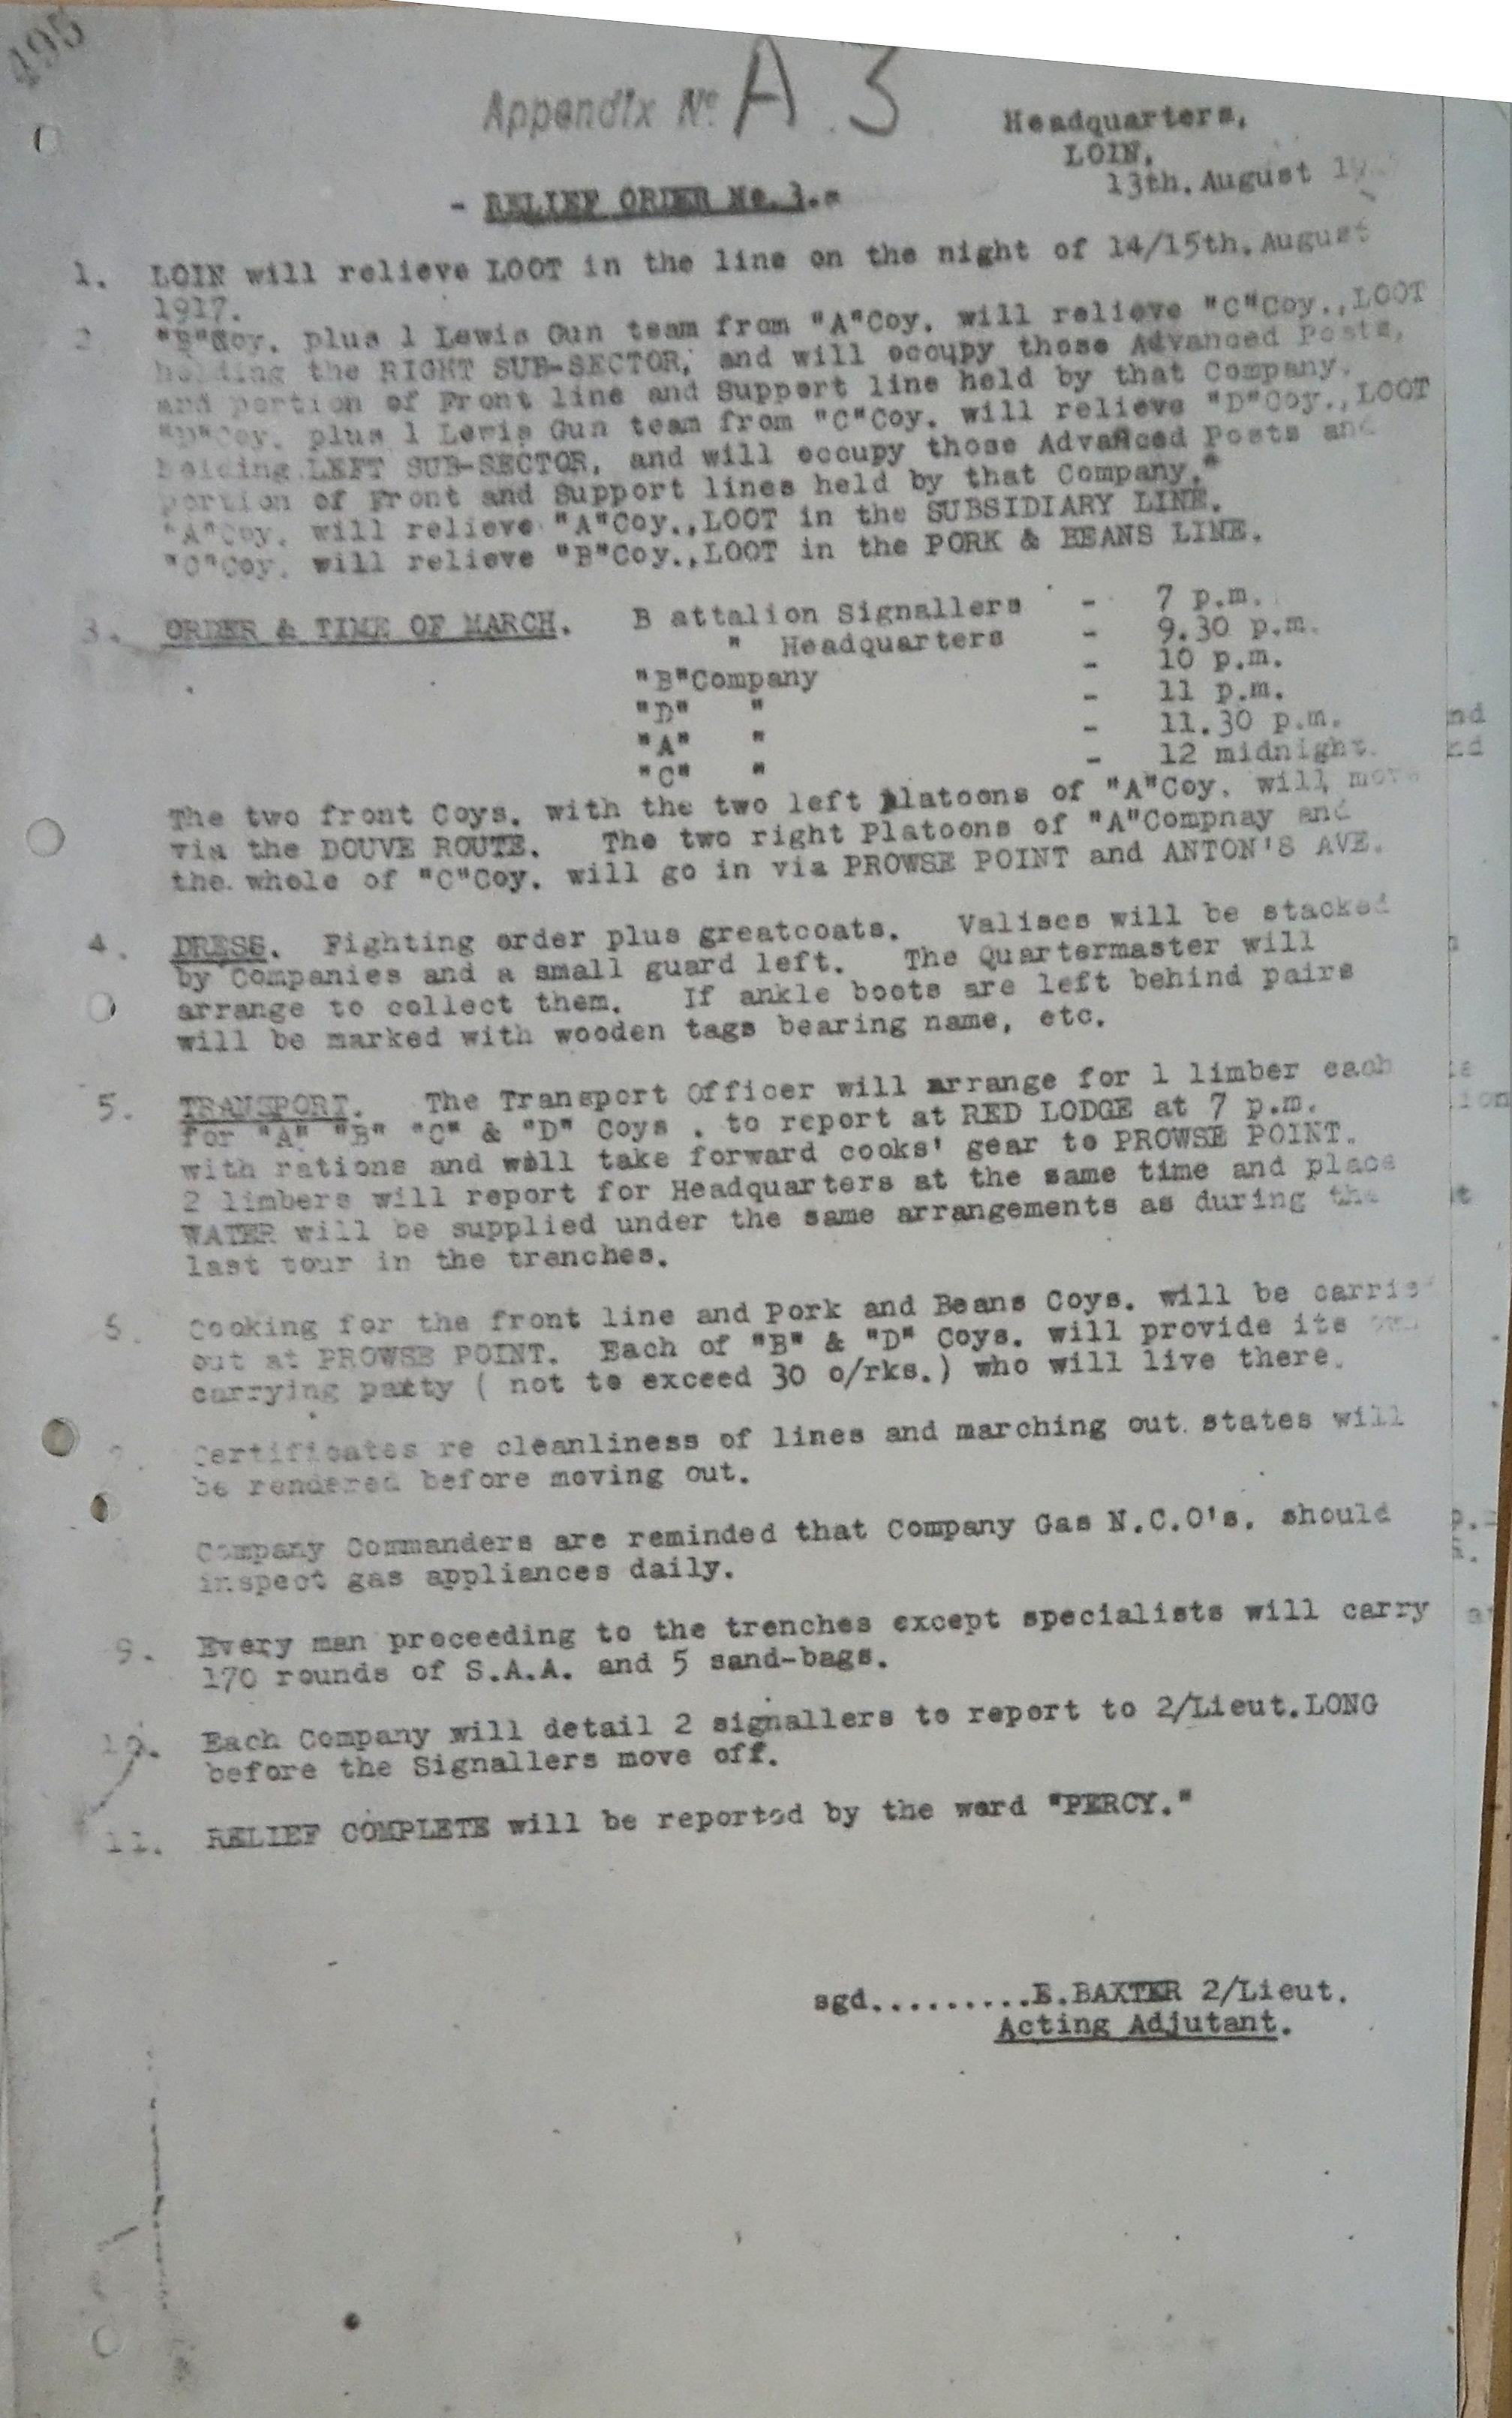 495
Appendix No. A.3
Headquarters,
LOIN.
13th. August
- RELIEF ORDER No. 3.-
1. LOIN will relieve LOOT in the line on the night of 14/15th. August
1917.
2 "B"Coy. plus 1 Lewis Gun team from "A"Coy. will relieve "C"Coy.,LOOT
holding the RIGHT SUB-SECTOR, and will occupy those Advanced Posts,
and portion of Front line and Support line held by that Company.
"D"Coy. plus 1 Lewis Gun team from "C"Coy. will relieve "D"Coy.,LOOT
holding LEFT SUB-SECTOR, and will occupy those Advanced Posts and
portion of Front and Support lines held by that Company.
"A"Coy. will relieve "A"Coy.,LOOT in the SUBSIDIARY LINE.
"C"Coy. will relieve "B"Coy.,LOOT in the PORK & BEANS LINE.
3. ORDER & TIME OF MARCH. B attalion Signallers - 7 p.m.
" Headquarters - 9.30 p.m.
"B"Company - 10 p.m.
"D" " - 11 p.m.
"A" " - 11.30 p.m.
"C" " - 12 midnight.
The two front Coys. with the two left platoons of "A"Coy. will move
via the DOUVE ROUTE. The two right Platoons of "A"Compnay and
the whole of "C"Coy. will go in via PROWSE POINT and ANTON'S AVE.
4. DRESS. Fighting order plus greatcoats. Valises will be stacked
by Companies and a small guard left. The Quartermaster will
arrange to collect them. If ankle boots are left behind pairs
will be marked with wooden tags bearing name, etc.
5. TRANSPORT. The Transport Officer will arrange for 1 limber each
for "A" "B" "C" & "D" Coys . to report at RED LODGE at 7 p.m.
with rations and will take forward cooks' gear to PROWSE POINT.
2 limbers will report for Headquarters at the same time and place
WATER will be supplied under the same arrangements as during the
last tour in the trenches.
6. Cooking for the front line and Pork and Beans Coys. will be carried
out at PROWSE POINT. Each of "B" & "D" Coys. will provide its own
carrying party ( not to exceed 30 o/rks.) who will live there.
Certificates re cleanliness of lines and marching out states will
be rendered before moving out.
Company Commanders are reminded that Company Gas N.C.O's. should
inspect gas appliances daily.
9. Every man proceeding to the trenches except specialists will carry
170 rounds of S.A.A. and 5 sand-bags.
10. Each Company will detail 2 signallers to report to 2/Lieut.LONG
before the Signallers move off.
11. RELIEF COMPLETE will be reported by the word "PERCY."
sgd..........E.BAXTER 2/Lieut.
Acting Adjutant.